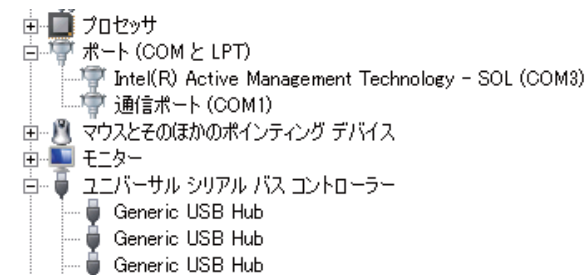 プロセッサ
ポート (COM と LPT)
Intel(R) Active Management Technology - SOL (COM3)
通信ポート (COM1)
マウスとそのほかのポインティング デバイス
モニター
ユニバーサル シリアル バス コントローラー
Generic USB Hub
Generic USB Hub
Generic USB Hub